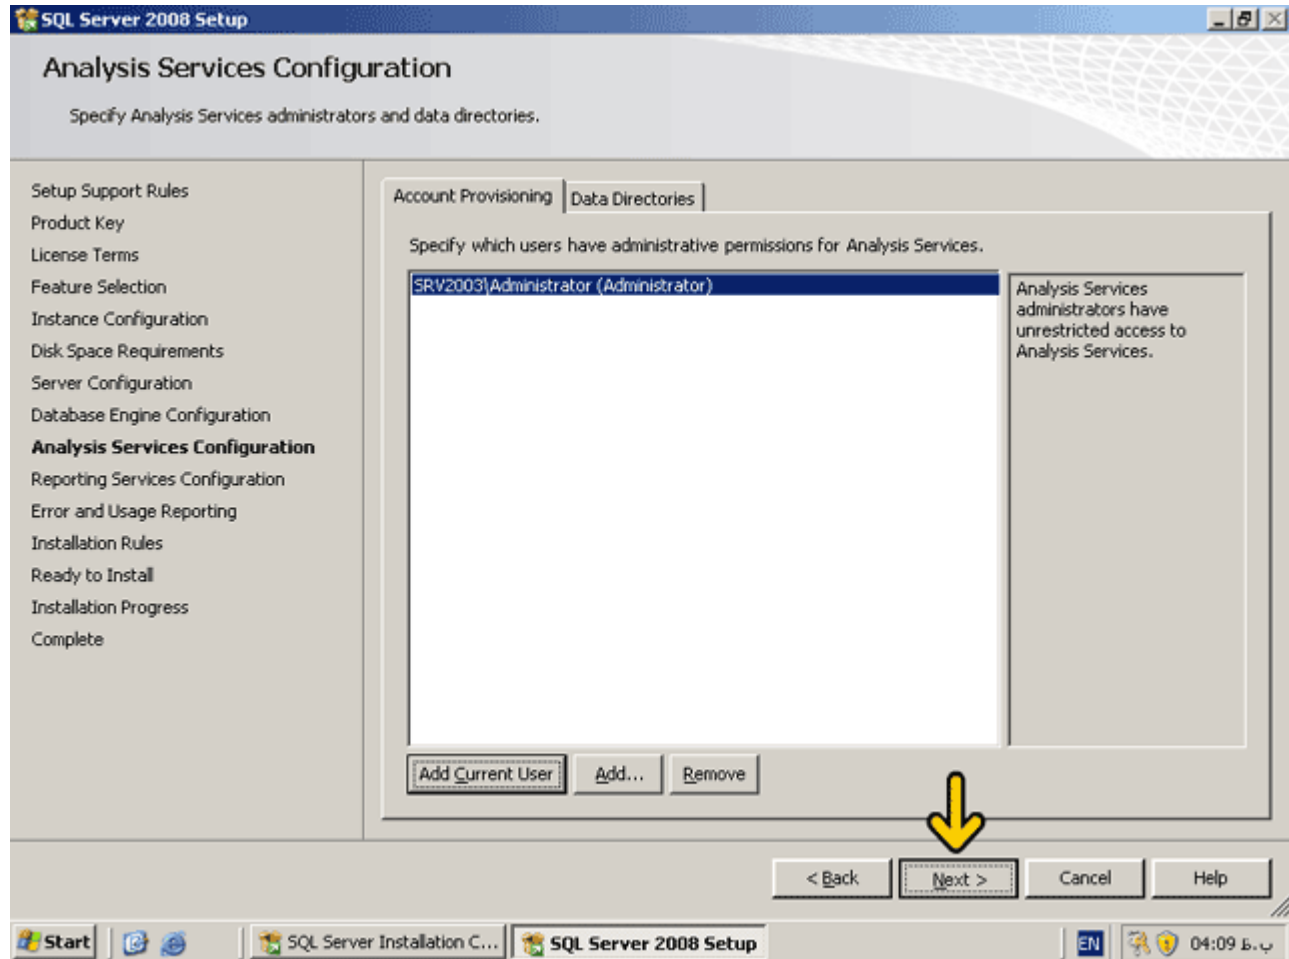 SQL Server 2008 Setup
Analysis Services Configuration
Specify Analysis Services administrators and data directories.
Setup Support Rules
Product Key
License Terms
Feature Selection
Instance Configuration
Disk Space Requirements
Server Configuration
Database Engine Configuration
Analysis Services Configuration
Reporting Services Configuration
Error and Usage Reporting
Installation Rules
Ready to Install
Installation Progress
Complete
Account Provisioning
Data Directories
Specify which users have administrative permissions for Analysis Services.
SRV2003\Administrator (Administrator)
Analysis Services
administrators have
unrestricted access to
Analysis Services.
Add Current User
Add...
Remove
< Back
Next >
Cancel
Help
Start
SQL Server Installation C...
SQL Server 2008 Setup
EN
04:09 ب.ظ